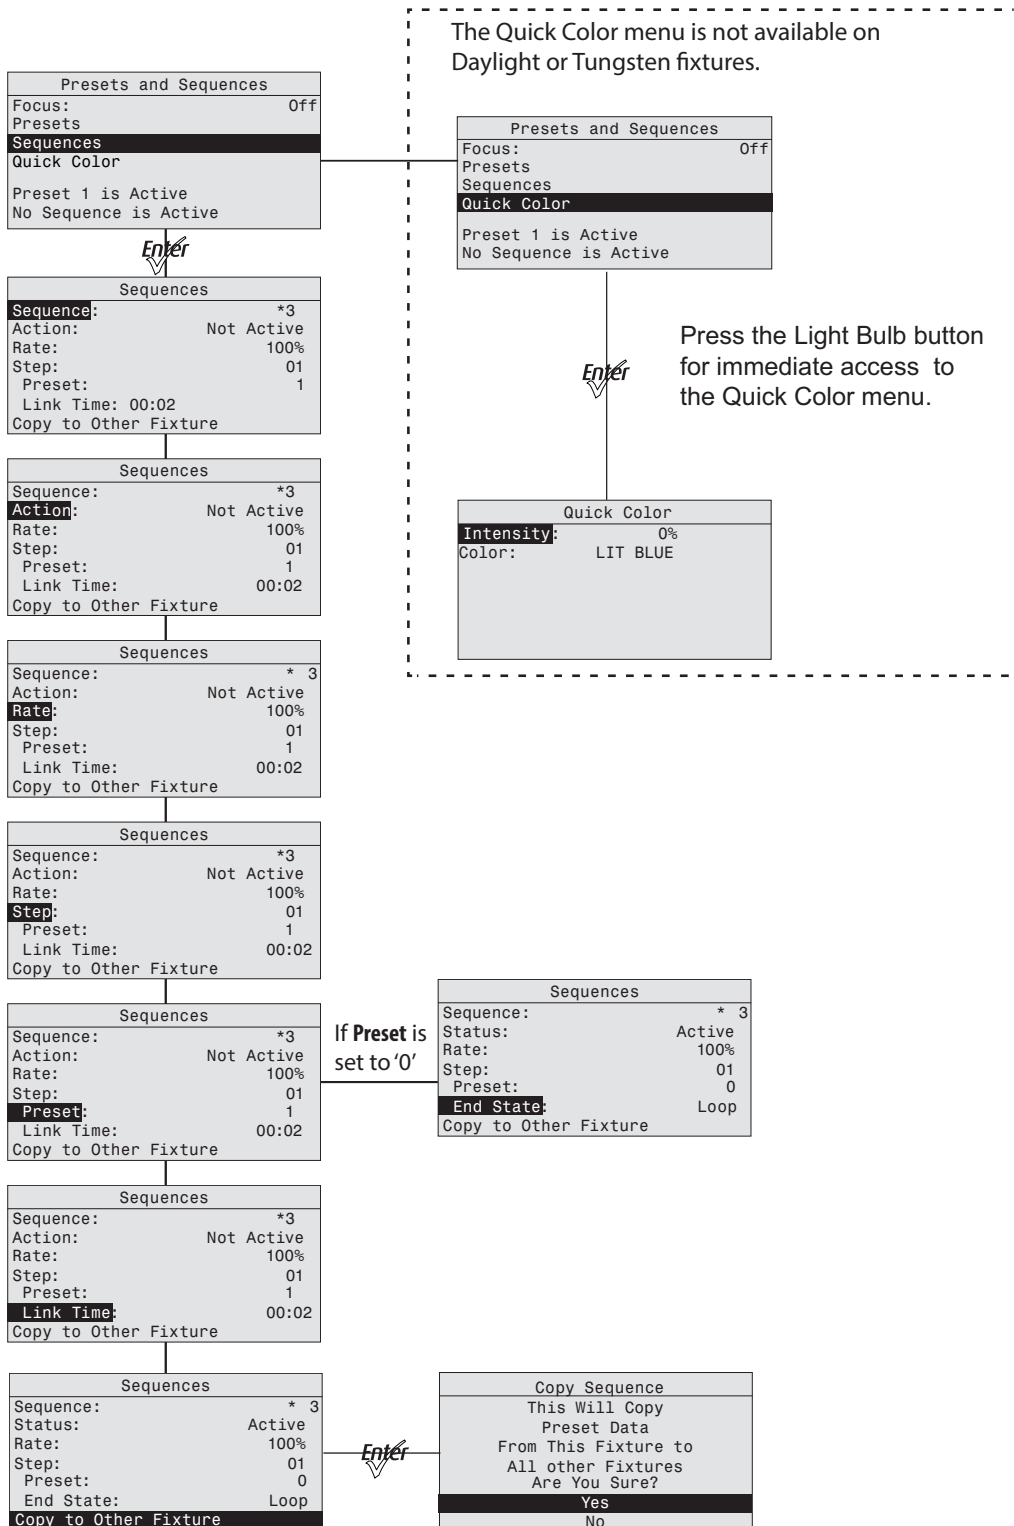 The Quick Color menu is not available on
Daylight or Tungsten fixtures.
Presets and Sequences
Focus: Off
Presets
Sequences
Quick Color
Preset 1 is Active
No Sequence is Active
Enter
Presets and Sequences
Focus: Off
Presets
Sequences
Quick Color
Preset 1 is Active
No Sequence is Active
Enter
Press the Light Bulb button
for immediate access to
the Quick Color menu.
Quick Color
Intensity: 0%
Color: LIT BLUE
Sequences
Sequence: *3
Action: Not Active
Rate: 100%
Step: 01
Preset: 1
Link Time: 00:02
Copy to Other Fixture
Sequences
Sequence: *3
Action: Not Active
Rate: 100%
Step: 01
Preset: 1
Link Time: 00:02
Copy to Other Fixture
Sequences
Sequence: * 3
Action: Not Active
Rate: 100%
Step: 01
Preset: 1
Link Time: 00:02
Copy to Other Fixture
Sequences
Sequence: *3
Action: Not Active
Rate: 100%
Step: 01
Preset: 1
Link Time: 00:02
Copy to Other Fixture
Sequences
Sequence: *3
Action: Not Active
Rate: 100%
Step: 01
Preset: 1
Link Time: 00:02
Copy to Other Fixture
If Preset is
set to '0'
Sequences
Sequence: * 3
Status: Active
Rate: 100%
Step: 01
Preset: 0
End State: Loop
Copy to Other Fixture
Sequences
Sequence: *3
Action: Not Active
Rate: 100%
Step: 01
Preset: 1
Link Time: 00:02
Copy to Other Fixture
Sequences
Sequence: * 3
Status: Active
Rate: 100%
Step: 01
Preset: 0
End State: Loop
Copy to Other Fixture
Enter
Copy Sequence
This Will Copy
Preset Data
From This Fixture to
All other Fixtures
Are You Sure?
Yes
No